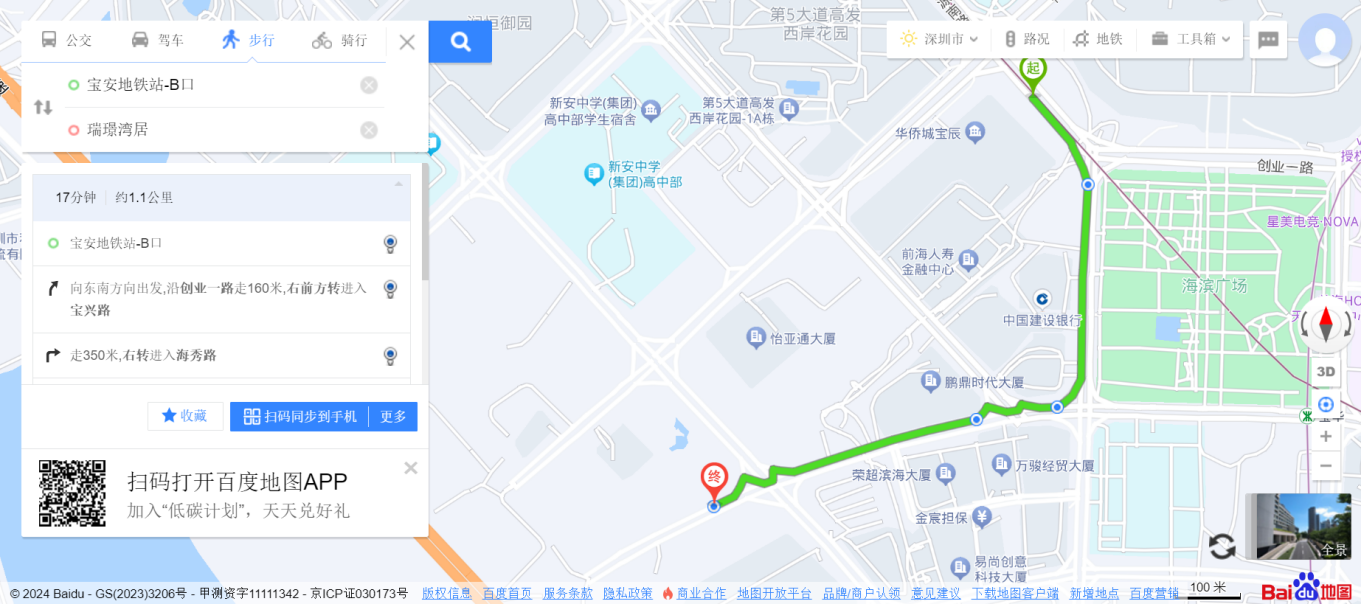 公交
驾车
步行
骑行
宝安地铁站-B口
瑞璟湾居
17分钟
约1.1公里
宝安地铁站-B口
向东南方向出发,沿创业一路走160米,右前方转进入
宝兴路
走350米,右转进入海秀路
收藏
扫码同步到手机
更多
扫码打开百度地图APP
加入“低碳计划”，天天兑好礼
深圳市
路况
地铁
工具箱
第5大道高发
西岸花园
起
新安中学(集团)
高中部学生宿舍
第5大道高发
西岸花园-1A栋
华侨城宝辰
创业一路
新安中学
(集团)高中部
星美电竞·NOVA
前海人寿
金融中心
海滨广场
中国建设银行
怡亚通大厦
鹏鼎时代大厦
3D
终
荣超滨海大厦
万骏经贸大厦
金宸担保
易尚创意
科技大厦
全景
100 米
Bai du 地图
© 2024 Baidu - GS(2023)3206号 - 甲测资字11111342 - 京ICP证030173号
版权信息
百度首页
服务条款
隐私政策
商业合作
地图开放平台
品牌/商户认领
意见建议
下载地图客户端
新增地点
百度营销